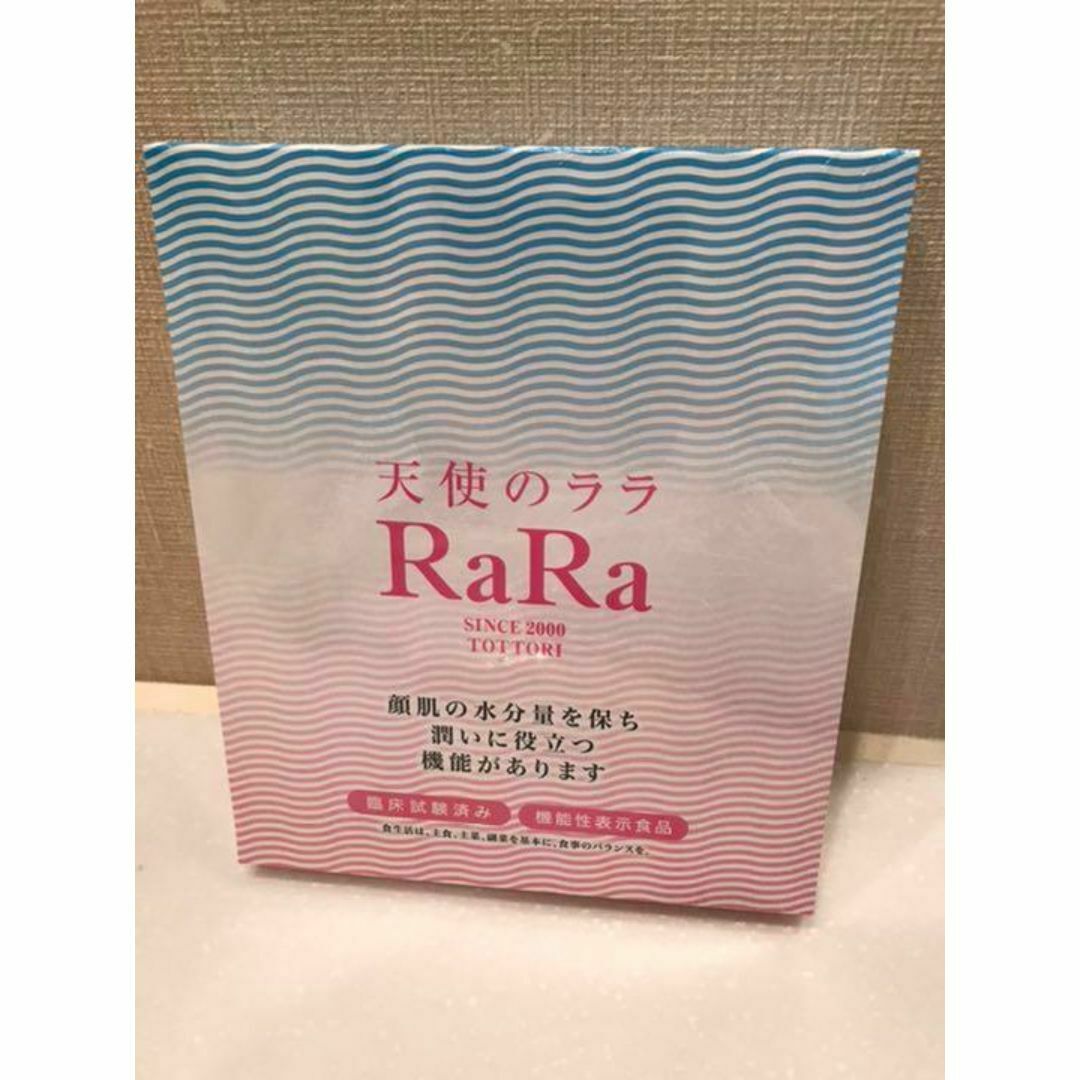 天使のララ
RaRa
SINCE 2000
TOTTORI
顔肌の水分量を保ち
潤いに役立つ
機能があります
臨床試験済み 機能性表示食品
食生活は、主食、主菜、副菜を基本に、食事のバランスを。